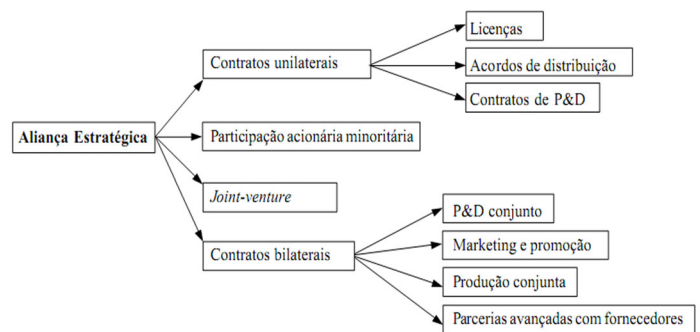 Aliança Estratégica
Contratos unilaterais
Licenças
Acordos de distribuição
Contratos de P&D
Participação acionária minoritária
Joint-venture
Contratos bilaterais
P&D conjunto
Marketing e promoção
Produção conjunta
Parcerias avançadas com fornecedores